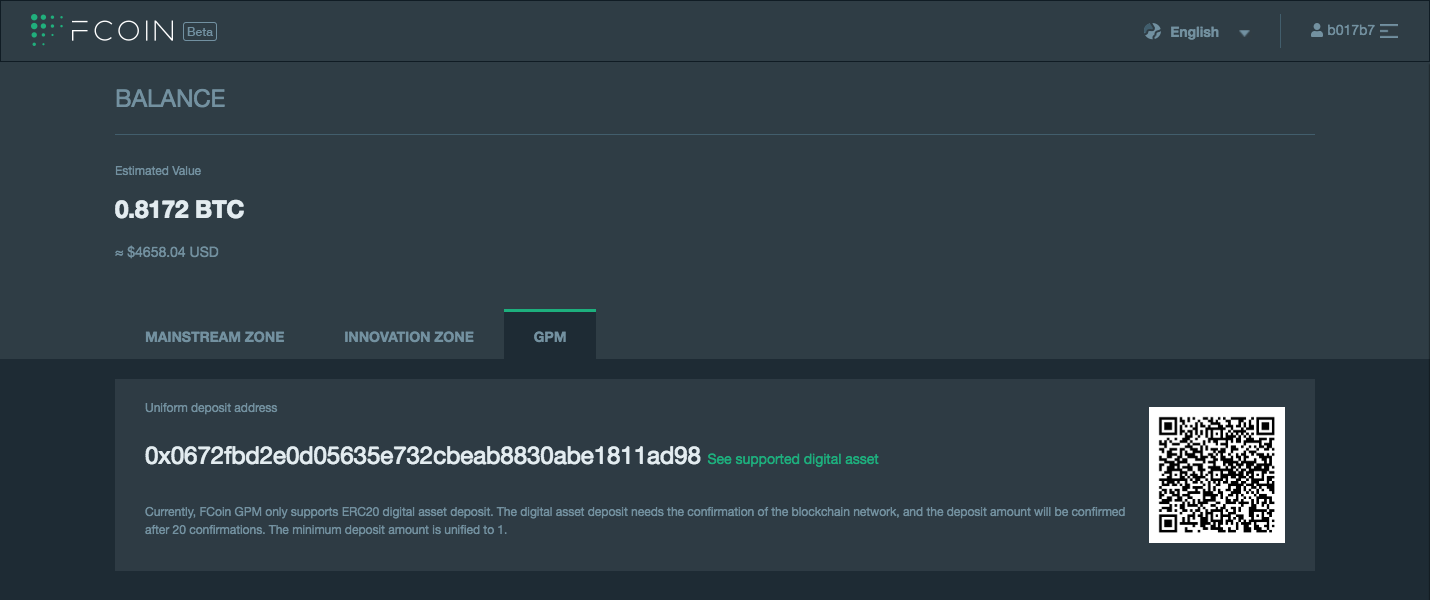 FCOIN Beta
English
b017b7
BALANCE
Estimated Value
0.8172 BTC
≈ $4658.04 USD
MAINSTREAM ZONE INNOVATION ZONE GPM
Uniform deposit address
0x0672fbd2e0d05635e732cbeab8830abe1811ad98 See supported digital asset
Currently, FCoin GPM only supports ERC20 digital asset deposit. The digital asset deposit needs the confirmation of the blockchain network, and the deposit amount will be confirmed
after 20 confirmations. The minimum deposit amount is unified to 1.